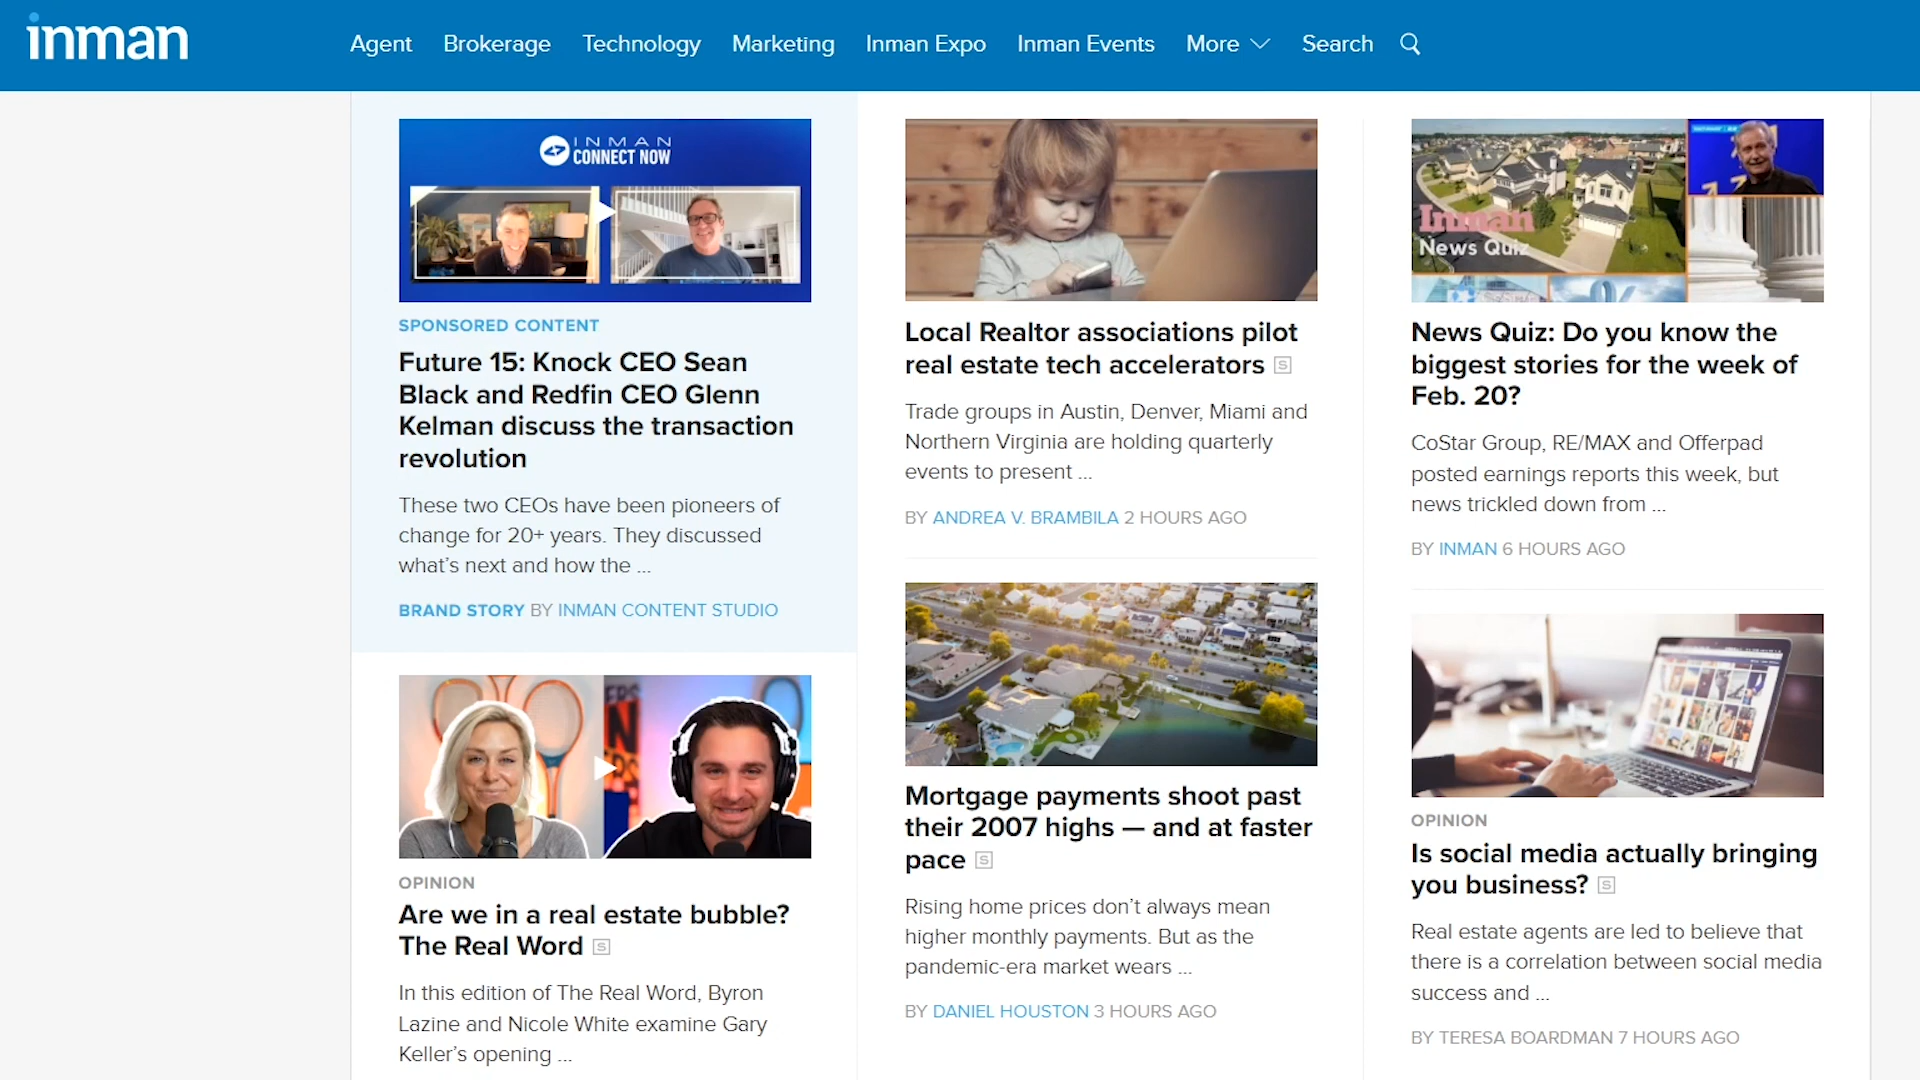 inman
Agent Brokerage Technology Marketing Inman Expo Inman Events More Search
INMAN
CONNECT NOW
SPONSORED CONTENT
Future 15: Knock CEO Sean
Black and Redfin CEO Glenn
Kelman discuss the transaction
revolution
These two CEOs have been pioneers of
change for 20+ years. They discussed
what’s next and how the ...
BRAND STORY BY INMAN CONTENT STUDIO
OPINION
Are we in a real estate bubble?
The Real Word S
In this edition of The Real Word, Byron
Lazine and Nicole White examine Gary
Keller’s opening ...
Local Realtor associations pilot
real estate tech accelerators S
Trade groups in Austin, Denver, Miami and
Northern Virginia are holding quarterly
events to present ...
BY ANDREA V. BRAMBILA 2 HOURS AGO
Mortgage payments shoot past
their 2007 highs — and at faster
pace S
Rising home prices don’t always mean
higher monthly payments. But as the
pandemic-era market wears ...
BY DANIEL HOUSTON 3 HOURS AGO
Inman
News Quiz
News Quiz: Do you know the
biggest stories for the week of
Feb. 20?
CoStar Group, RE/MAX and Offerpad
posted earnings reports this week, but
news trickled down from ...
BY INMAN 6 HOURS AGO
OPINION
Is social media actually bringing
you business? S
Real estate agents are led to believe that
there is a correlation between social media
success and ...
BY TERESA BOARDMAN 7 HOURS AGO